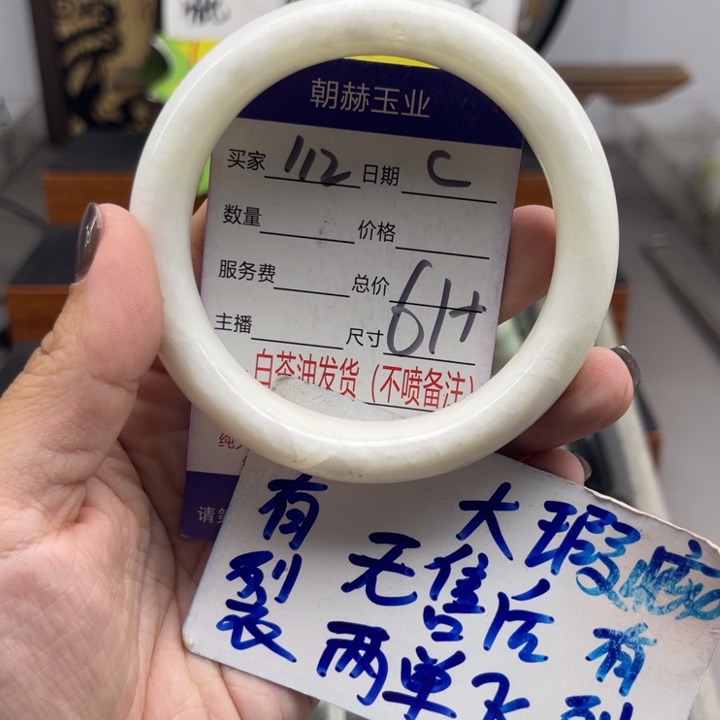 朝赫玉业
买家 112 日期 C
数量 价格
服务费 总价
主播 尺寸 61+
白茶油发货（不喷备注）
有裂
大瑕疵有裂
无售后
两单不